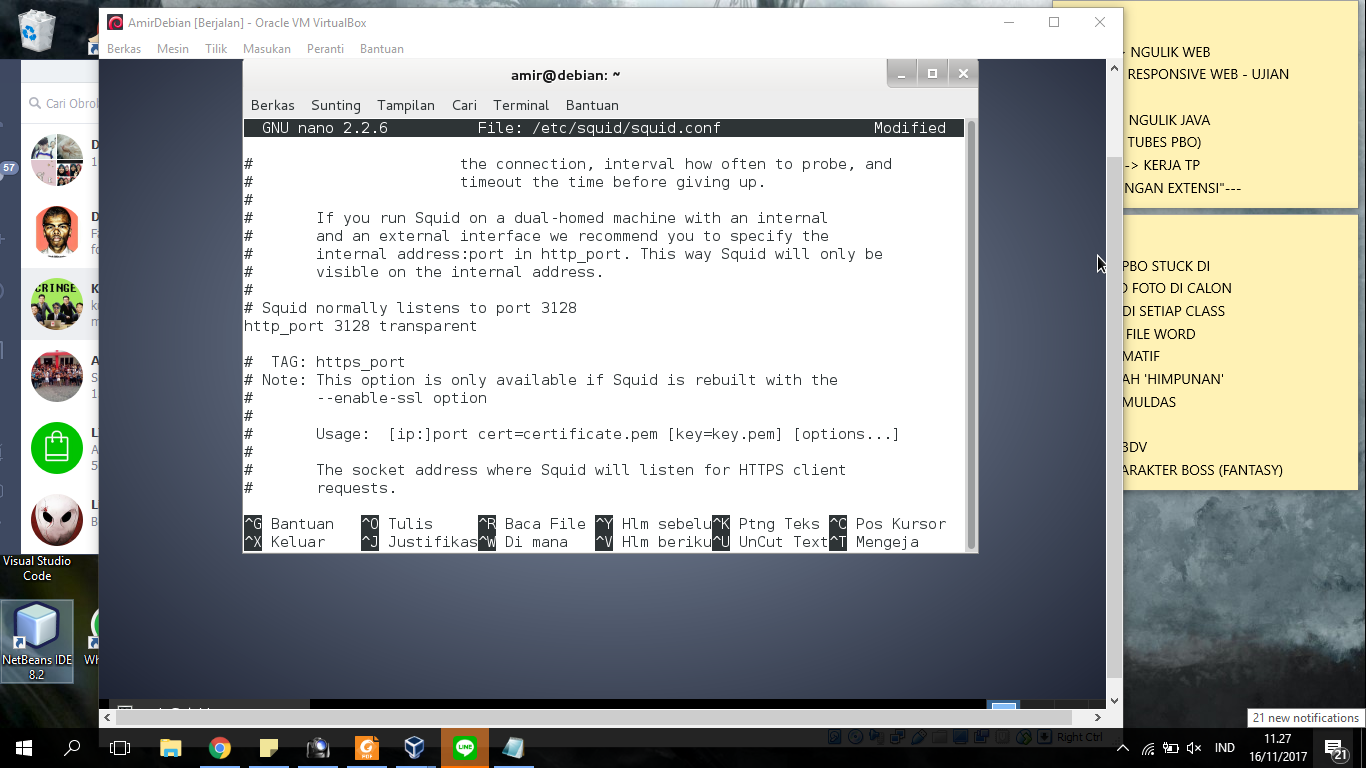 AmirDebian [Berjalan] - Oracle VM VirtualBox
Berkas Mesin Tilik Masukan Peranti Bantuan
amir@debian: ~
Berkas Sunting Tampilan Cari Terminal Bantuan
GNU nano 2.2.6 File: /etc/squid/squid.conf Modified
# the connection, interval how often to probe, and
# timeout the time before giving up.
#
# If you run Squid on a dual-homed machine with an internal
# and an external interface we recommend you to specify the
# internal address:port in http_port. This way Squid will only be
# visible on the internal address.
#
# Squid normally listens to port 3128
http_port 3128 transparent
# TAG: https_port
# Note: This option is only available if Squid is rebuilt with the
# --enable-ssl option
#
# Usage: [ip:]port cert=certificate.pem [key=key.pem] [options...]
#
# The socket address where Squid will listen for HTTPS client
# requests.
^G Bantuan ^O Tulis ^R Baca File ^Y Hlm sebelu ^K Ptng Teks ^C Pos Kursor
^X Keluar ^J Justifikas ^W Di mana ^V Hlm beriku ^U UnCut Text ^T Mengeja
Right Ctrl
Cari Obrol
57
CRINGE
Visual Studio
Code
NetBeans IDE
8.2
- NGULIK WEB
RESPONSIVE WEB - UJIAN
NGULIK JAVA
TUBES PBO)
-> KERJA TP
NGAN EXTENSI"---
PBO STUCK DI
FOTO DI CALON
DI SETIAP CLASS
FILE WORD
MATIF
AH 'HIMPUNAN'
MULDAS
BDV
ARAKTER BOSS (FANTASY)
21 new notifications
LINE
IND
11.27
16/11/2017
21